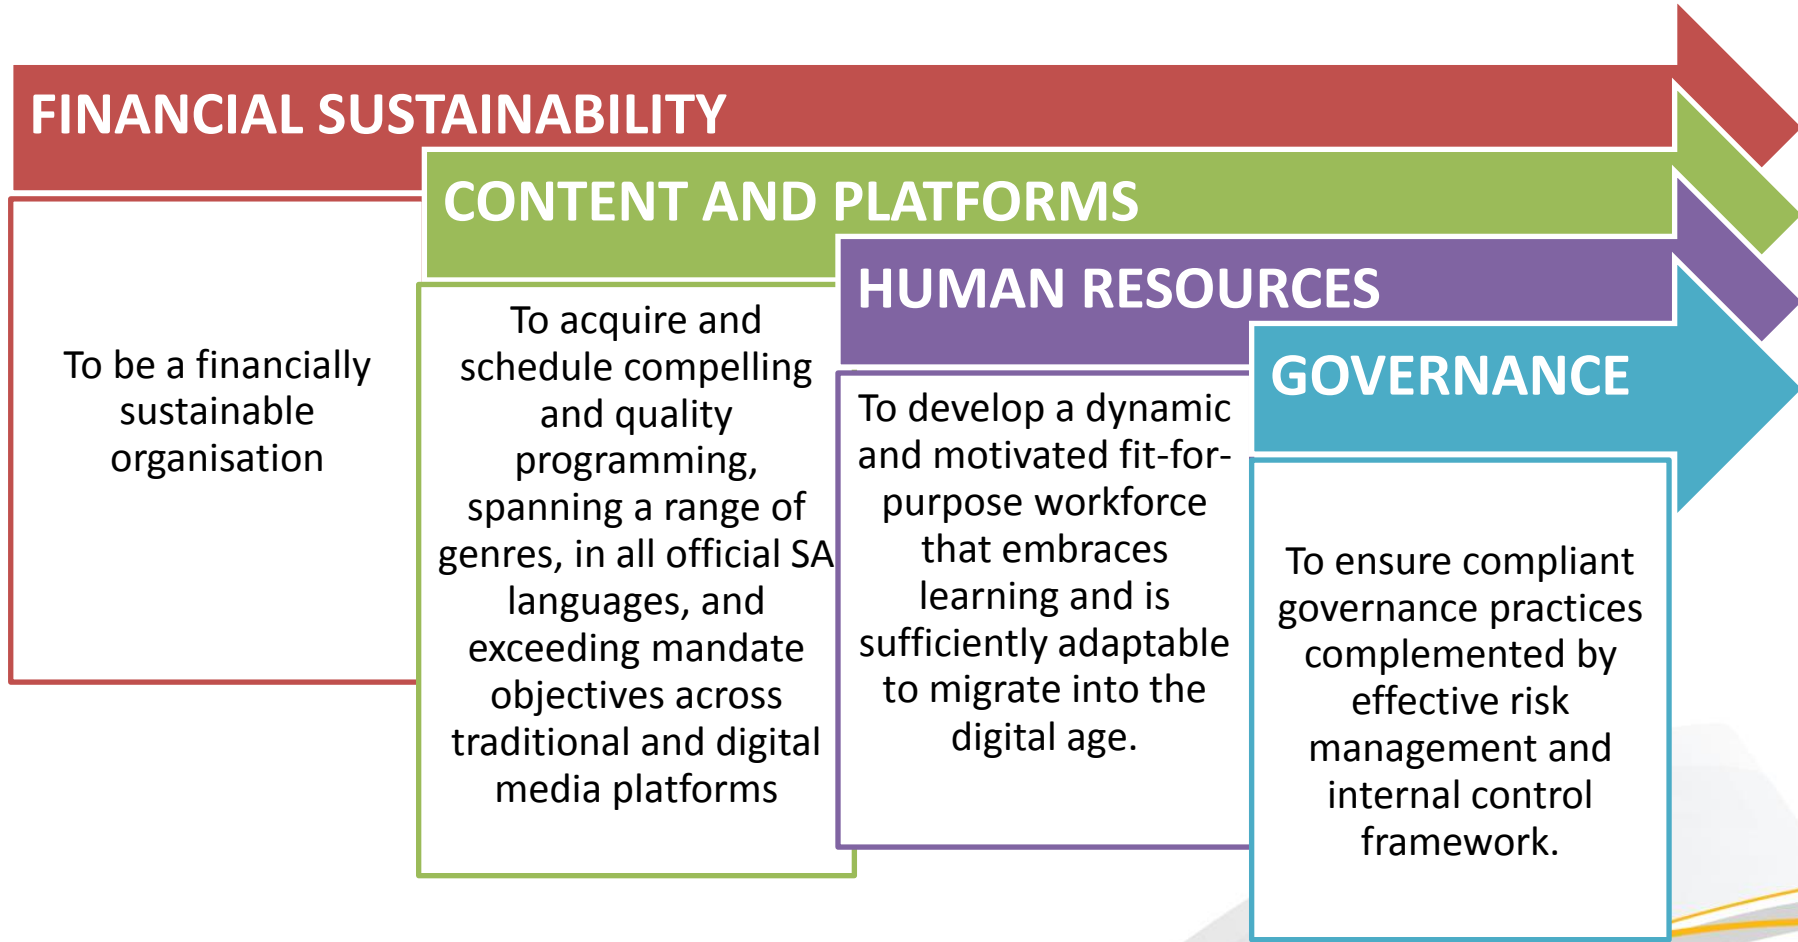 FINANCIAL SUSTAINABILITY
To be a financially
sustainable
organisation
CONTENT AND PLATFORMS
To acquire and
schedule compelling
and quality
programming,
spanning a range of
genres, in all official SA
languages, and
exceeding mandate
objectives across
traditional and digital
media platforms
HUMAN RESOURCES
To develop a dynamic
and motivated fit-for-
purpose workforce
that embraces
learning and is
sufficiently adaptable
to migrate into the
digital age.
GOVERNANCE
To ensure compliant
governance practices
complemented by
effective risk
management and
internal control
framework.